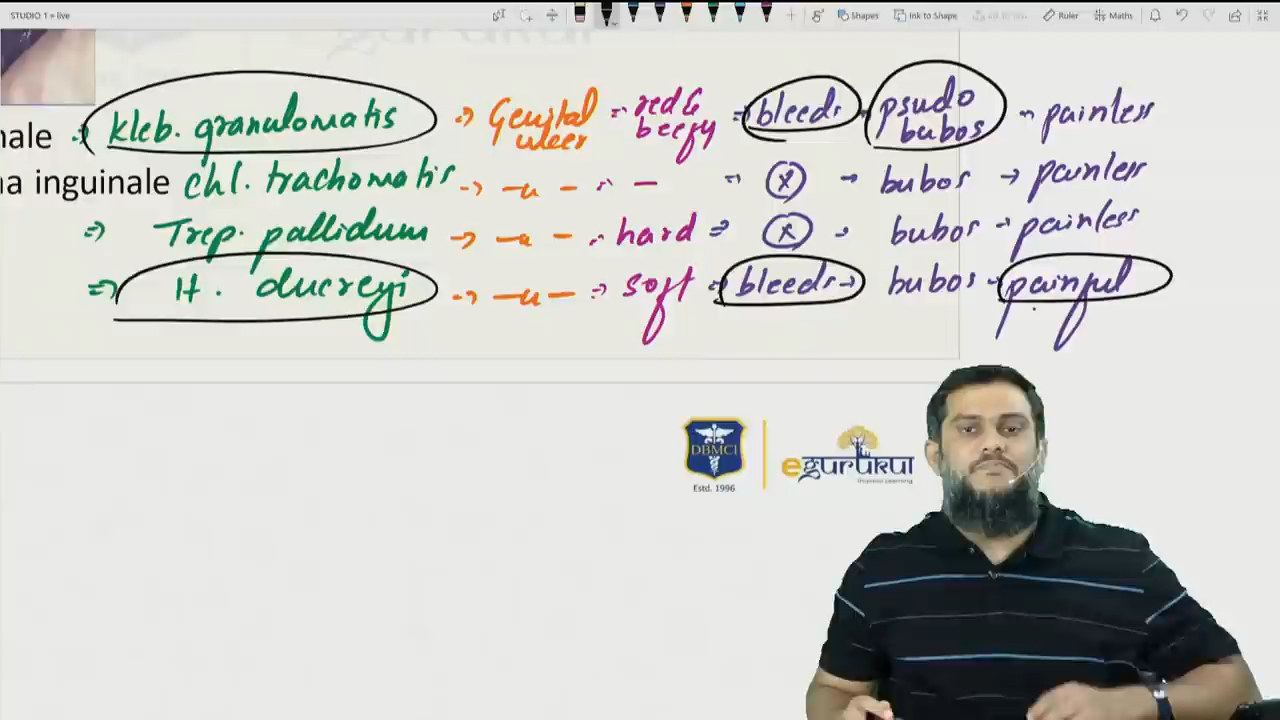 STUDIO 1 > live
Shapes Ink to Shape Ruler Maths
nale ⇒ Kleb. granulomatis -> Genital ulcer red & beefy ⇒ bleeds psudo bubos painless
na inguinale chl. trachomatis -> -u- - ⇒ ⓧ bubos -> painless
⇒ Trep. pallidum -> -u- hard ⇒ ⓧ bubos painless
⇒ H. ducreyi -> -u- soft bleeds -> bubos painful
DBMCI
Estd. 1996
eGURUKUL